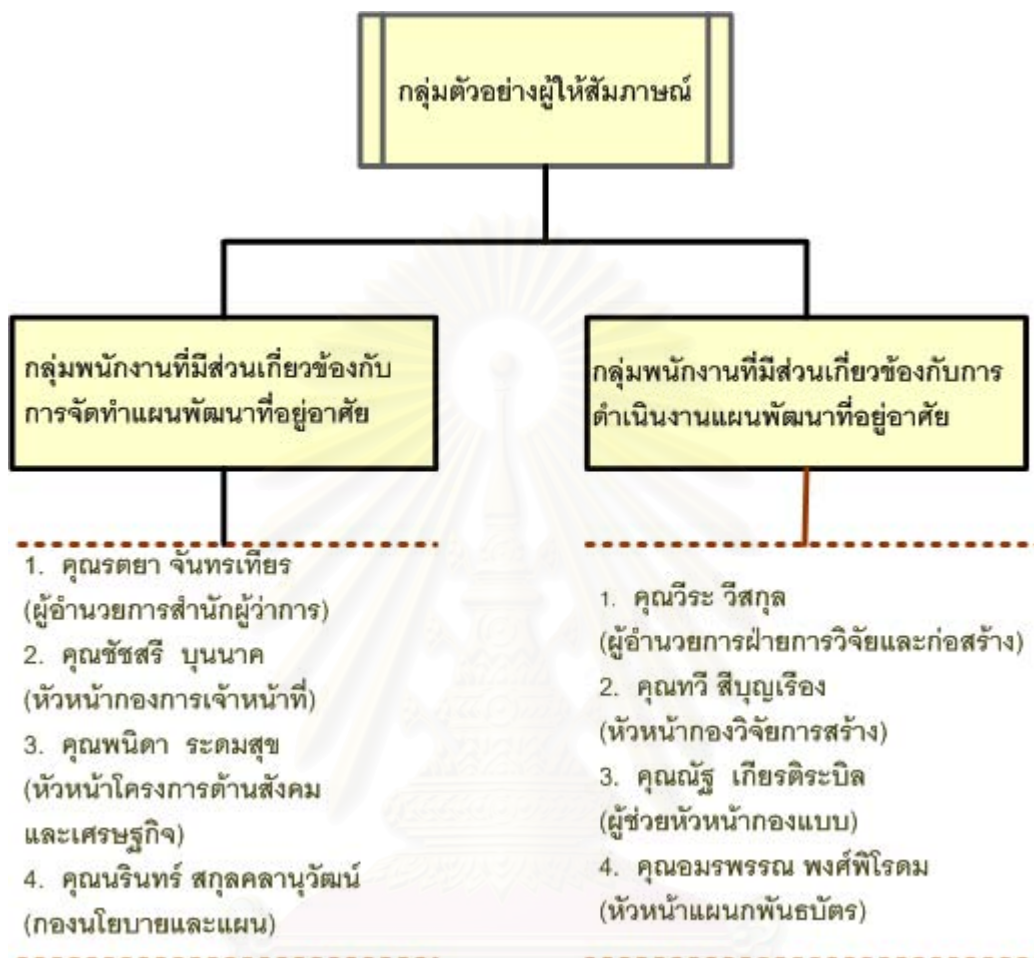 กลุ่มตัวอย่างผู้ให้สัมภาษณ์
กลุ่มพนักงานที่มีส่วนเกี่ยวข้องกับ
การจัดทำแผนพัฒนาที่อยู่อาศัย
1. คุณรตยา จันทรเทียร
(ผู้อำนวยการสำนักผู้ว่าการ)
2. คุณชัชสรี บุนนาค
(หัวหน้ากองการเจ้าหน้าที่)
3. คุณพนิดา ระดมสุข
(หัวหน้าโครงการด้านสังคม
และเศรษฐกิจ)
4. คุณนรินทร์ สกุลคลานุวัฒน์
(กองนโยบายและแผน)
กลุ่มพนักงานที่มีส่วนเกี่ยวข้องกับการ
ดำเนินงานแผนพัฒนาที่อยู่อาศัย
1. คุณวีระ วีสกุล
(ผู้อำนวยการฝ่ายการวิจัยและก่อสร้าง)
2. คุณทวี สีบุญเรือง
(หัวหน้ากองวิจัยการสร้าง)
3. คุณณัฐ เกียรติระบิล
(ผู้ช่วยหัวหน้ากองแบบ)
4. คุณอมรพรรณ พงศ์พิโรดม
(หัวหน้าแผนกพันธบัตร)